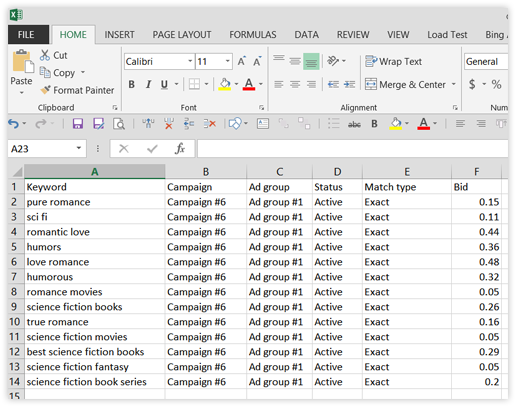 FILE HOME INSERT PAGE LAYOUT FORMULAS DATA REVIEW VIEW Load Test Bing
Cut Calibri 11 A A Wrap Text General
Copy
Paste Format Painter B I U A Merge & Center $ %
Clipboard Font Alignment
abc B A
A23 fx
A B C D E F
1 Keyword Campaign Ad group Status Match type Bid
2 pure romance Campaign #6 Ad group #1 Active Exact 0.15
3 sci fi Campaign #6 Ad group #1 Active Exact 0.11
4 romantic love Campaign #6 Ad group #1 Active Exact 0.44
5 humors Campaign #6 Ad group #1 Active Exact 0.36
6 love romance Campaign #6 Ad group #1 Active Exact 0.48
7 humorous Campaign #6 Ad group #1 Active Exact 0.32
8 romance movies Campaign #6 Ad group #1 Active Exact 0.05
9 science fiction books Campaign #6 Ad group #1 Active Exact 0.26
10 true romance Campaign #6 Ad group #1 Active Exact 0.16
11 science fiction movies Campaign #6 Ad group #1 Active Exact 0.05
12 best science fiction books Campaign #6 Ad group #1 Active Exact 0.29
13 science fiction fantasy Campaign #6 Ad group #1 Active Exact 0.05
14 science fiction book series Campaign #6 Ad group #1 Active Exact 0.2
15